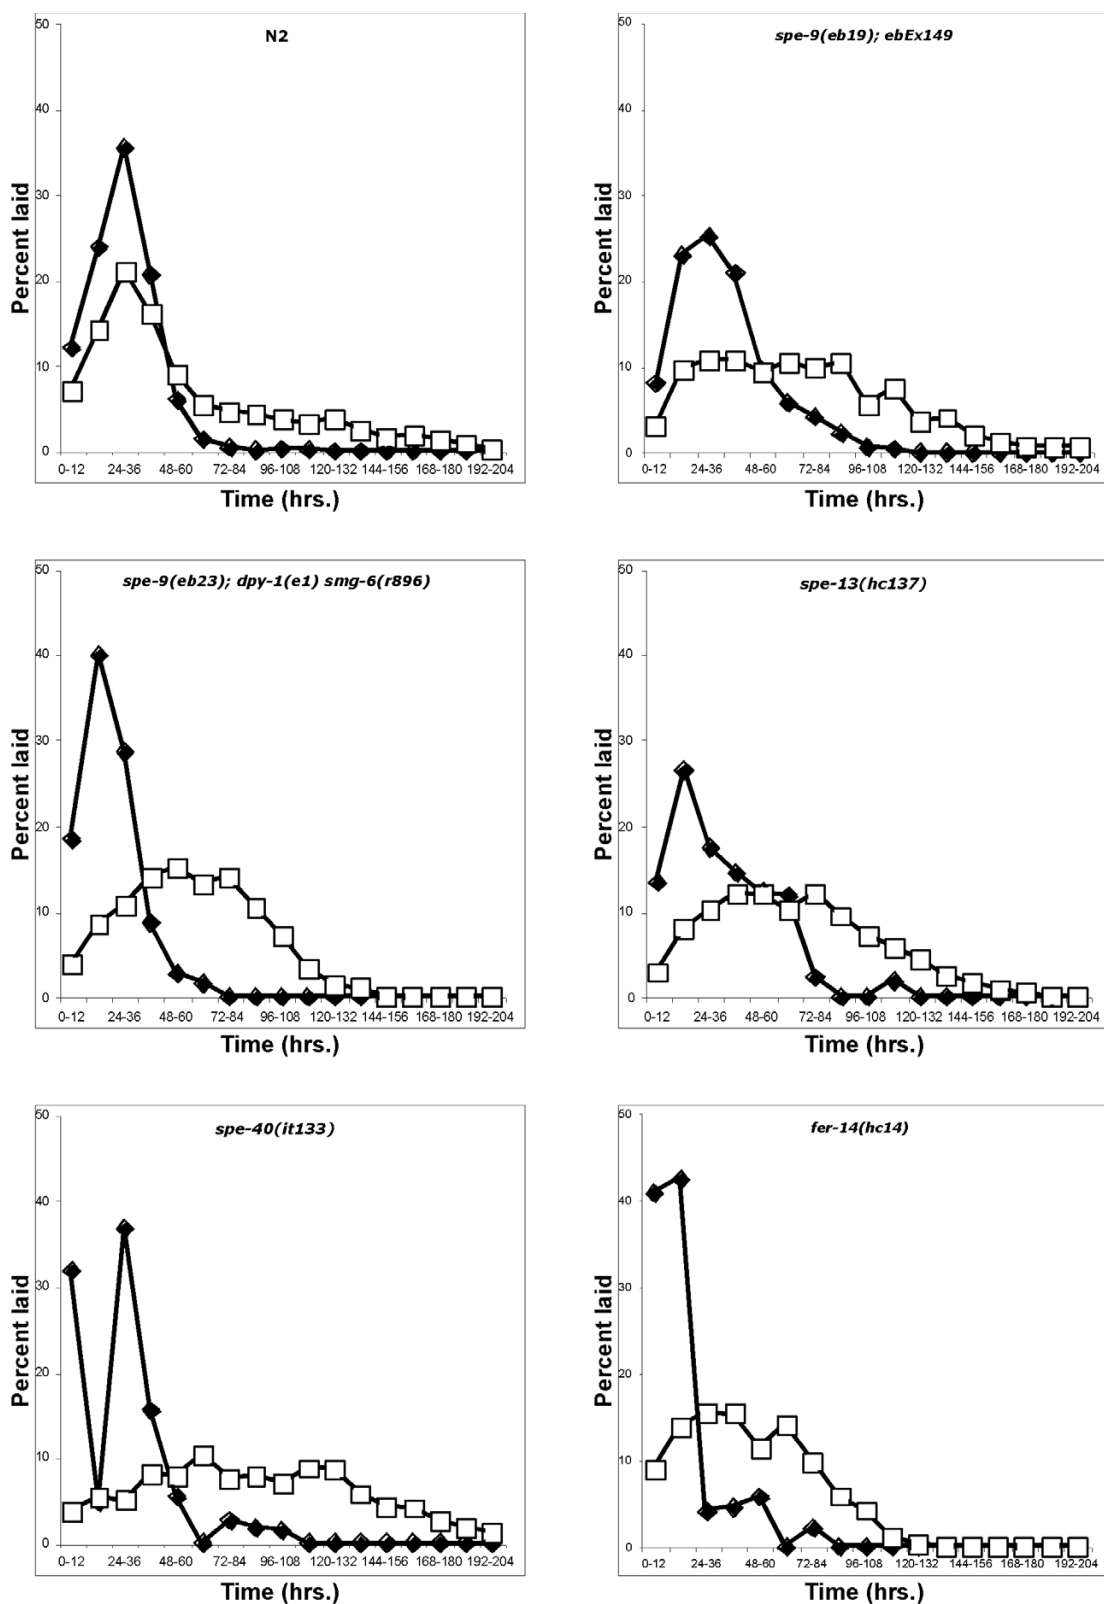 N2
50
40
30
20
10
0
Percent laid
0-12 24-36 48-60 72-84 96-108 120-132 144-156 168-180 192-204
Time (hrs.)
spe-9(eb19); ebEx149
50
40
30
20
10
0
Percent laid
0-12 24-36 48-60 72-84 96-108 120-132 144-156 168-180 192-204
Time (hrs.)
spe-9(eb23); dpy-1(e1) smg-6(r896)
50
40
30
20
10
0
Percent laid
0-12 24-36 48-60 72-84 96-108 120-132 144-156 168-180 192-204
Time (hrs.)
spe-13(hc137)
50
40
30
20
10
0
Percent laid
0-12 24-36 48-60 72-84 96-108 120-132 144-156 168-180 192-204
Time (hrs.)
spe-40(it133)
50
40
30
20
10
0
Percent laid
0-12 24-36 48-60 72-84 96-108 120-132 144-156 168-180 192-204
Time (hrs.)
fer-14(hc14)
50
40
30
20
10
0
Percent laid
0-12 24-36 48-60 72-84 96-108 120-132 144-156 168-180 192-204
Time (hrs.)